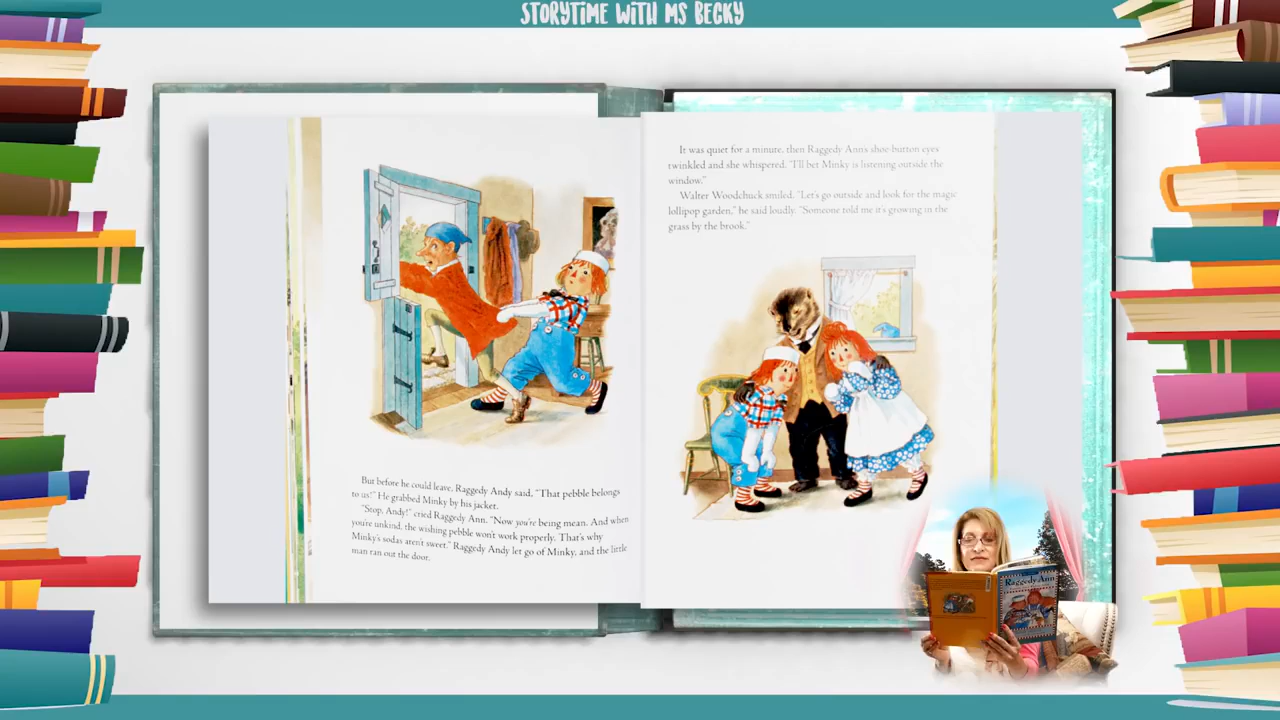 STORYTIME WITH MS BECKY
But before he could leave, Raggedy Andy said, "That pebble belongs
to us!" He grabbed Minky by his jacket.
"Stop, Andy!" cried Raggedy Ann. "Now you're being mean. And when
you're unkind, the wishing pebble won't work properly. That's why
Minky's sodas aren't sweet." Raggedy Andy let go of Minky, and the little
man ran out the door.
It was quiet for a minute, then Raggedy Ann's shoe-button eyes
twinkled and she whispered, "I'll bet Minky is listening outside the
window."
Walter Woodchuck smiled. "Let's go outside and look for the magic
lollipop garden," he said loudly. "Someone told me it's growing in the
grass by the brook."
Raggedy Ann